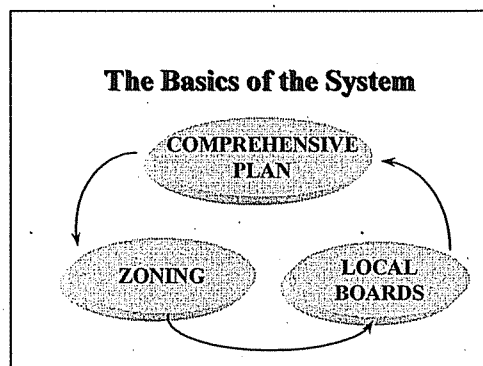 The Basics of the System
COMPREHENSIVE
PLAN
ZONING
LOCAL
BOARDS